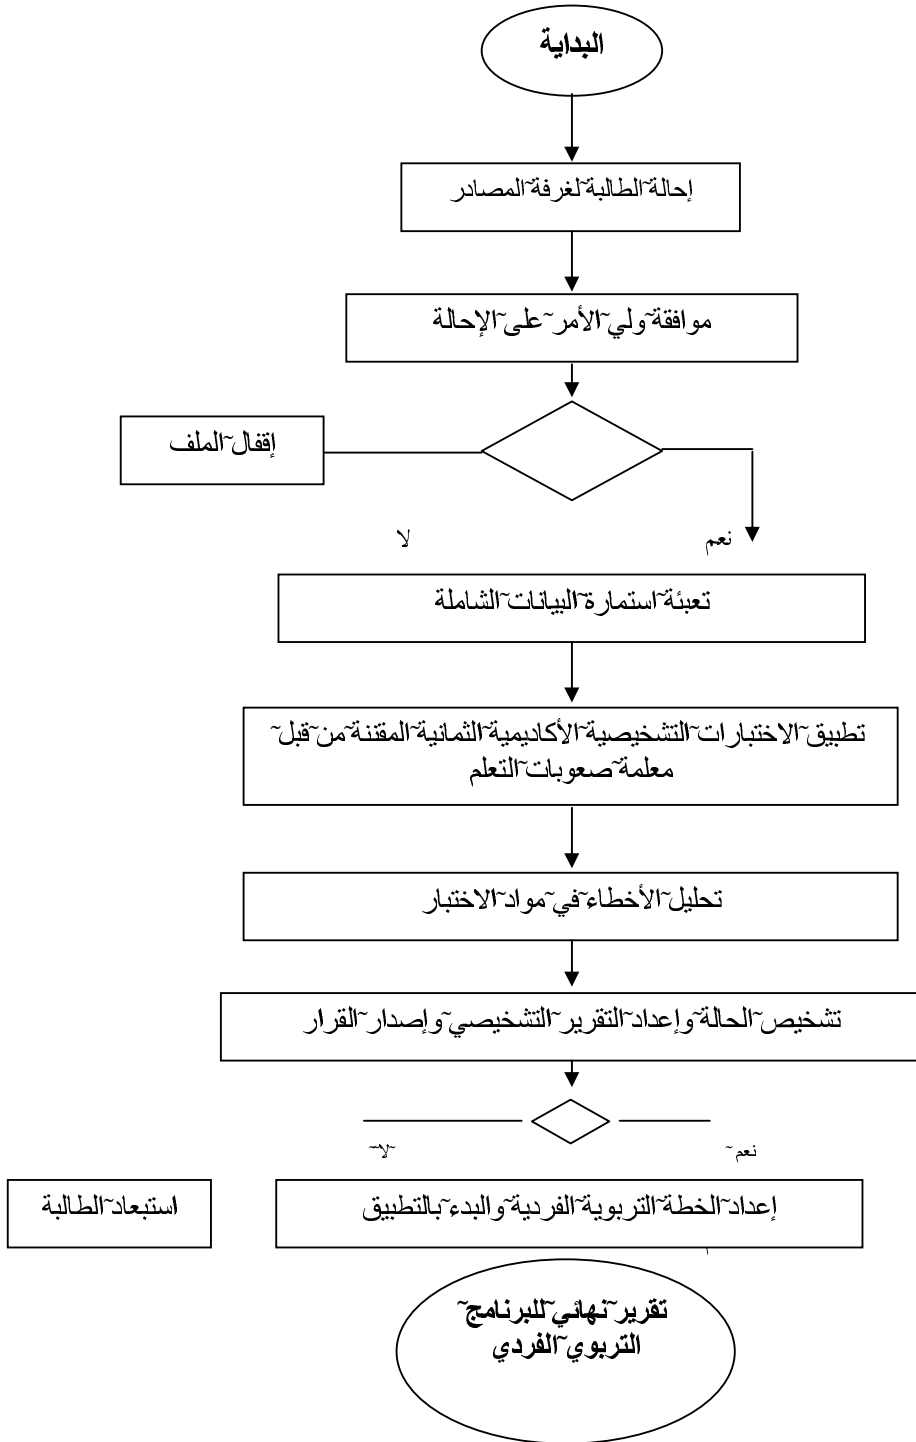 البداية
إحالة الطالبة لغرفة المصادر
موافقة ولي الأمر على الإحالة
إقفال الملف
نعم
لا
تعبئة استمارة البيانات الشاملة
تطبيق الاختبارات التشخيصية الأكاديمية الثمانية المقننة من قبل
معلمة صعوبات التعلم
تحليل الأخطاء في مواد الاختبار
تشخيص الحالة وإعداد التقرير التشخيصي وإصدار القرار
نعم
لا
إعداد الخطة التربوية الفردية والبدء بالتطبيق
استبعاد الطالبة
تقرير نهائي للبرنامج
التربوي الفردي